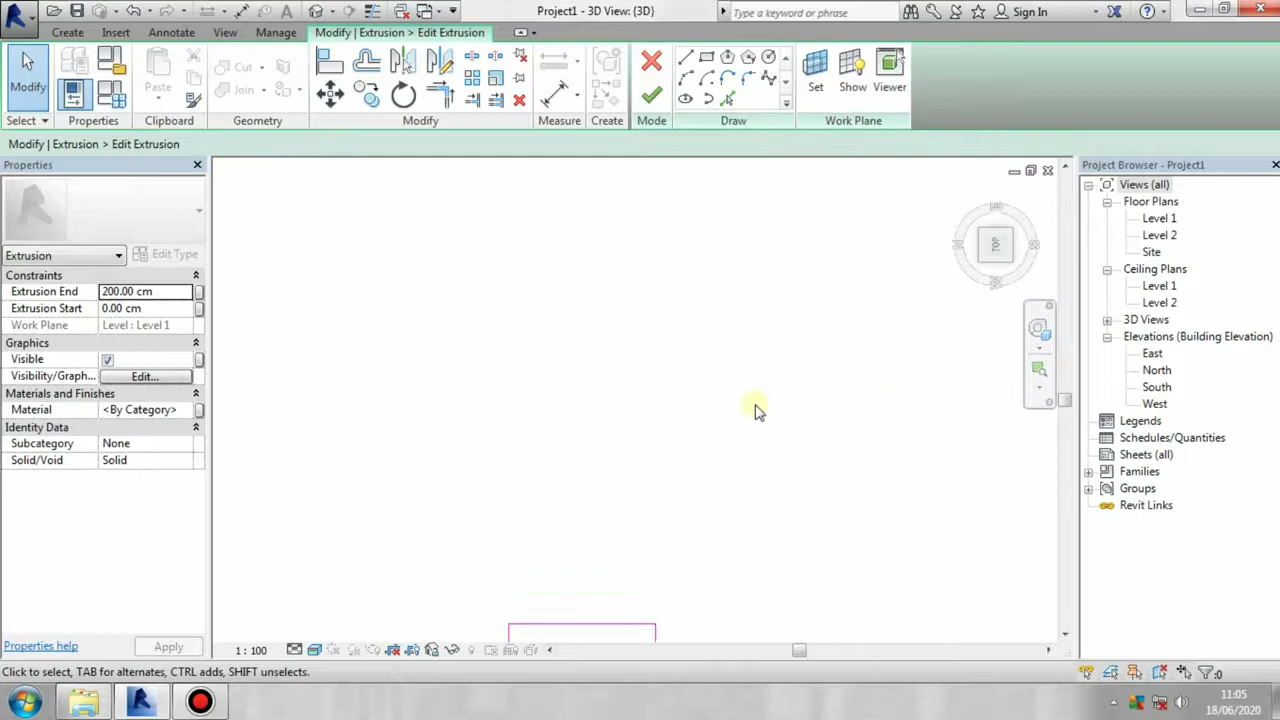 Project1 - 3D View: {3D}
Type a keyword or phrase
Sign In
Create
Insert
Annotate
View
Manage
Modify | Extrusion > Edit Extrusion
Modify
Paste
Cut
Join
Set
Show
Viewer
Select
Properties
Clipboard
Geometry
Modify
Measure
Create
Mode
Draw
Work Plane
Modify | Extrusion > Edit Extrusion
Properties
Extrusion
Edit Type
Constraints
Extrusion End
200.00 cm
Extrusion Start
0.00 cm
Work Plane
Level : Level 1
Graphics
Visible
Visibility/Graph...
Edit...
Materials and Finishes
Material
<By Category>
Identity Data
Subcategory
None
Solid/Void
Solid
Properties help
Apply
TOP
Project Browser - Project1
Views (all)
Floor Plans
Level 1
Level 2
Site
Ceiling Plans
Level 1
Level 2
3D Views
Elevations (Building Elevation)
East
North
South
West
Legends
Schedules/Quantities
Sheets (all)
Families
Groups
Revit Links
1 : 100
Click to select, TAB for alternates, CTRL adds, SHIFT unselects.
:0
11:05
18/06/2020